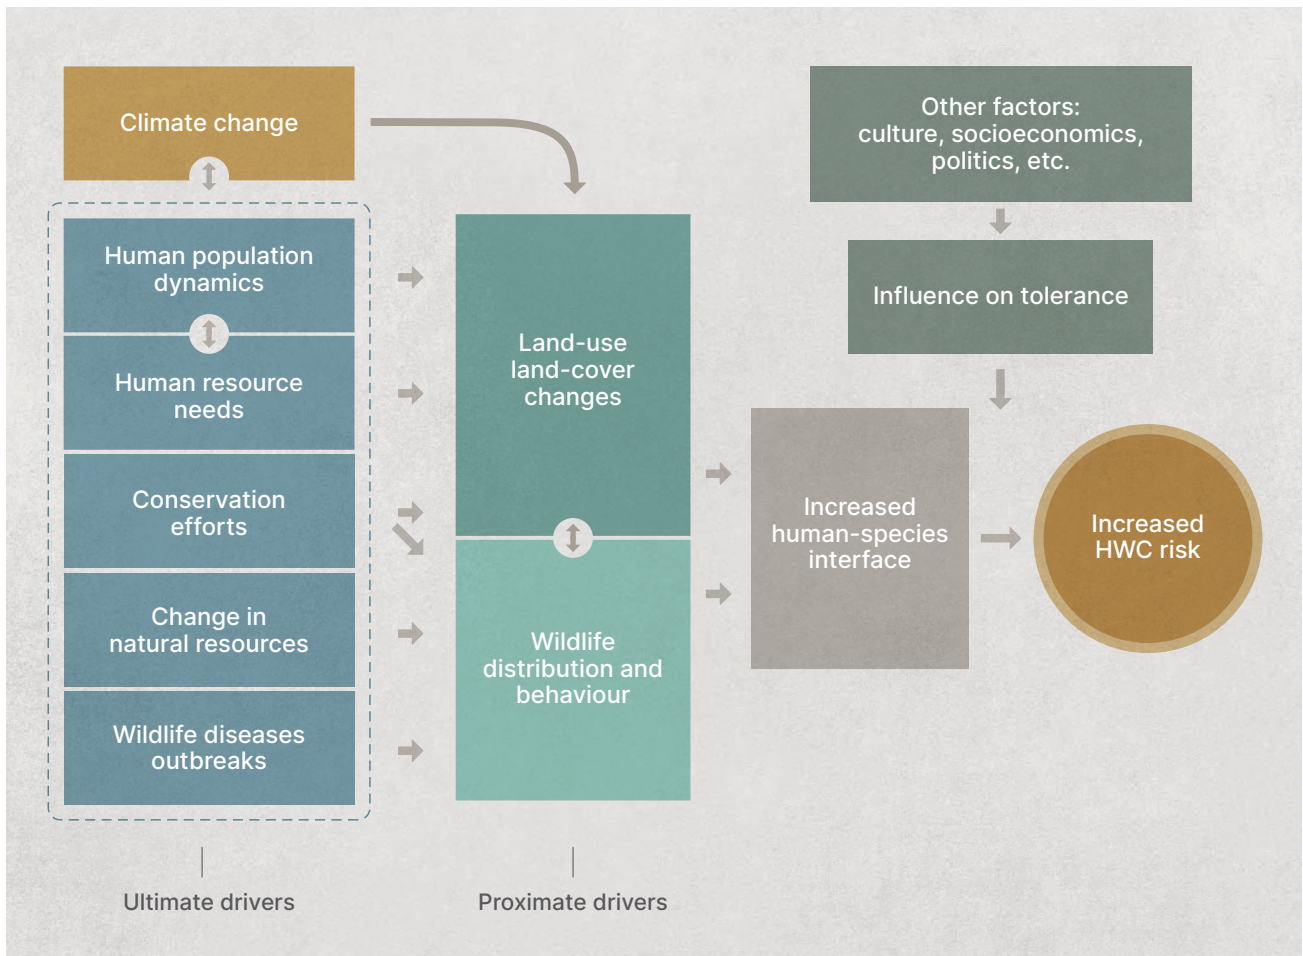 Climate change
Human population
dynamics
Human resource
needs
Conservation
efforts
Change in
natural resources
Wildlife diseases
outbreaks
Ultimate drivers
Land-use
land-cover
changes
Wildlife
distribution and
behaviour
Proximate drivers
Other factors:
culture, socioeconomics,
politics, etc.
Influence on tolerance
Increased
human-species
interface
Increased
HWC risk